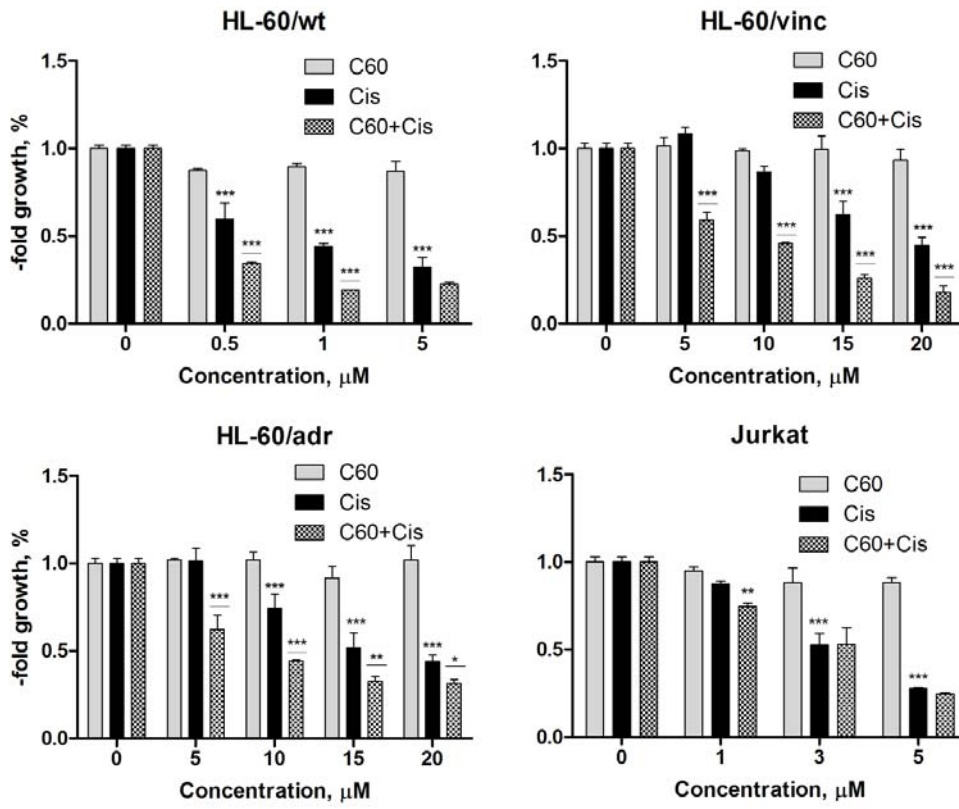 HL-60/wt
-fold growth, %
1.5
1.0
0.5
0.0
C60
Cis
C60+Cis
***
***
***
***
***
0 0.5 1 5
Concentration, μM
HL-60/vinc
1.5
1.0
0.5
0.0
C60
Cis
C60+Cis
***
***
***
***
***
***
0 5 10 15 20
Concentration, μM
HL-60/adr
-fold growth, %
1.5
1.0
0.5
0.0
C60
Cis
C60+Cis
***
***
***
***
**
***
*
0 5 10 15 20
Concentration, μM
Jurkat
1.5
1.0
0.5
0.0
C60
Cis
C60+Cis
**
***
***
0 1 3 5
Concentration, μM